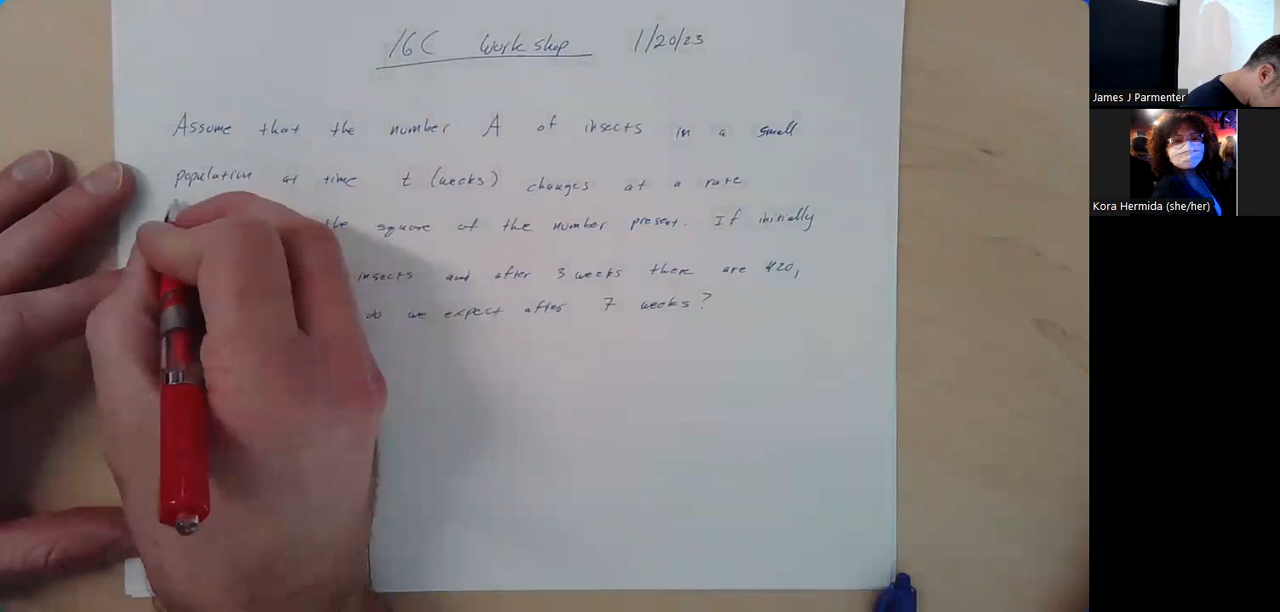 16C Workshop 1/20/23
Assume that the number A of insects in a small
population at time t (weeks) changes at a rate
the square of the number present. If initially
insects and after 3 weeks there are 420,
do we expect after 7 weeks?
James J Parmenter
Kora Hermida (she/her)